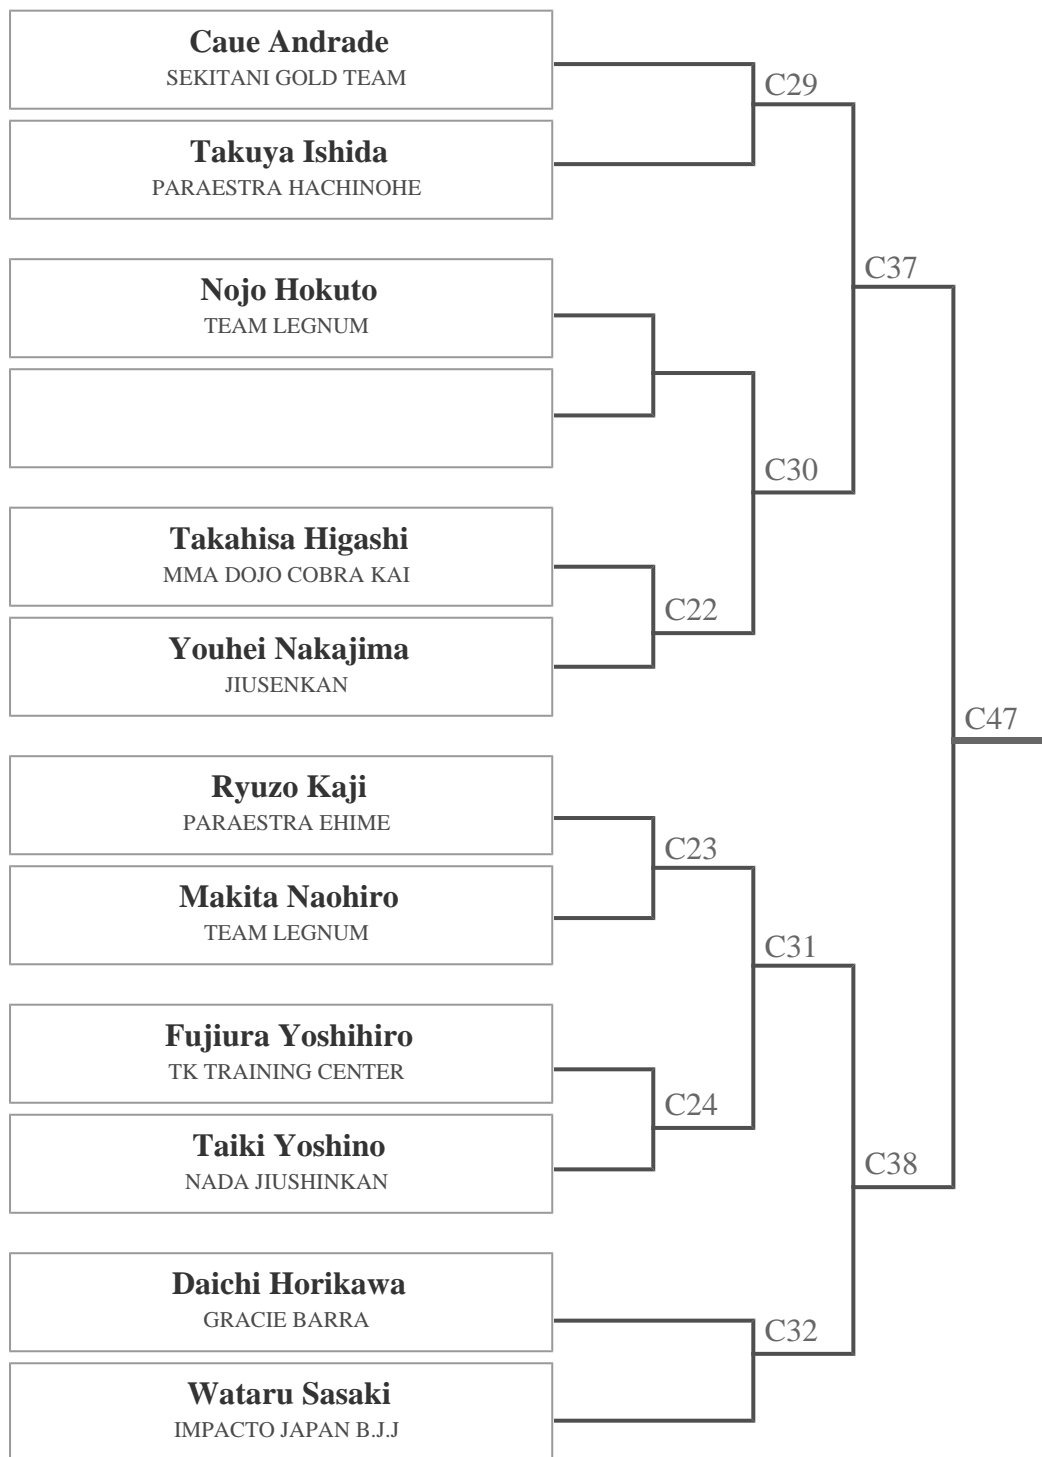 Caue Andrade
SEKITANI GOLD TEAM
C29
Takuya Ishida
PARAESTRA HACHINOHE
C37
Nojo Hokuto
TEAM LEGNUM
C30
Takahisa Higashi
MMA DOJO COBRA KAI
C22
Youhei Nakajima
JIUSENKAN
C47
Ryuzo Kaji
PARAESTRA EHIME
C23
Makita Naohiro
TEAM LEGNUM
C31
Fujiura Yoshihiro
TK TRAINING CENTER
C24
Taiki Yoshino
NADA JIUSHINKAN
C38
Daichi Horikawa
GRACIE BARRA
C32
Wataru Sasaki
IMPACTO JAPAN B.J.J